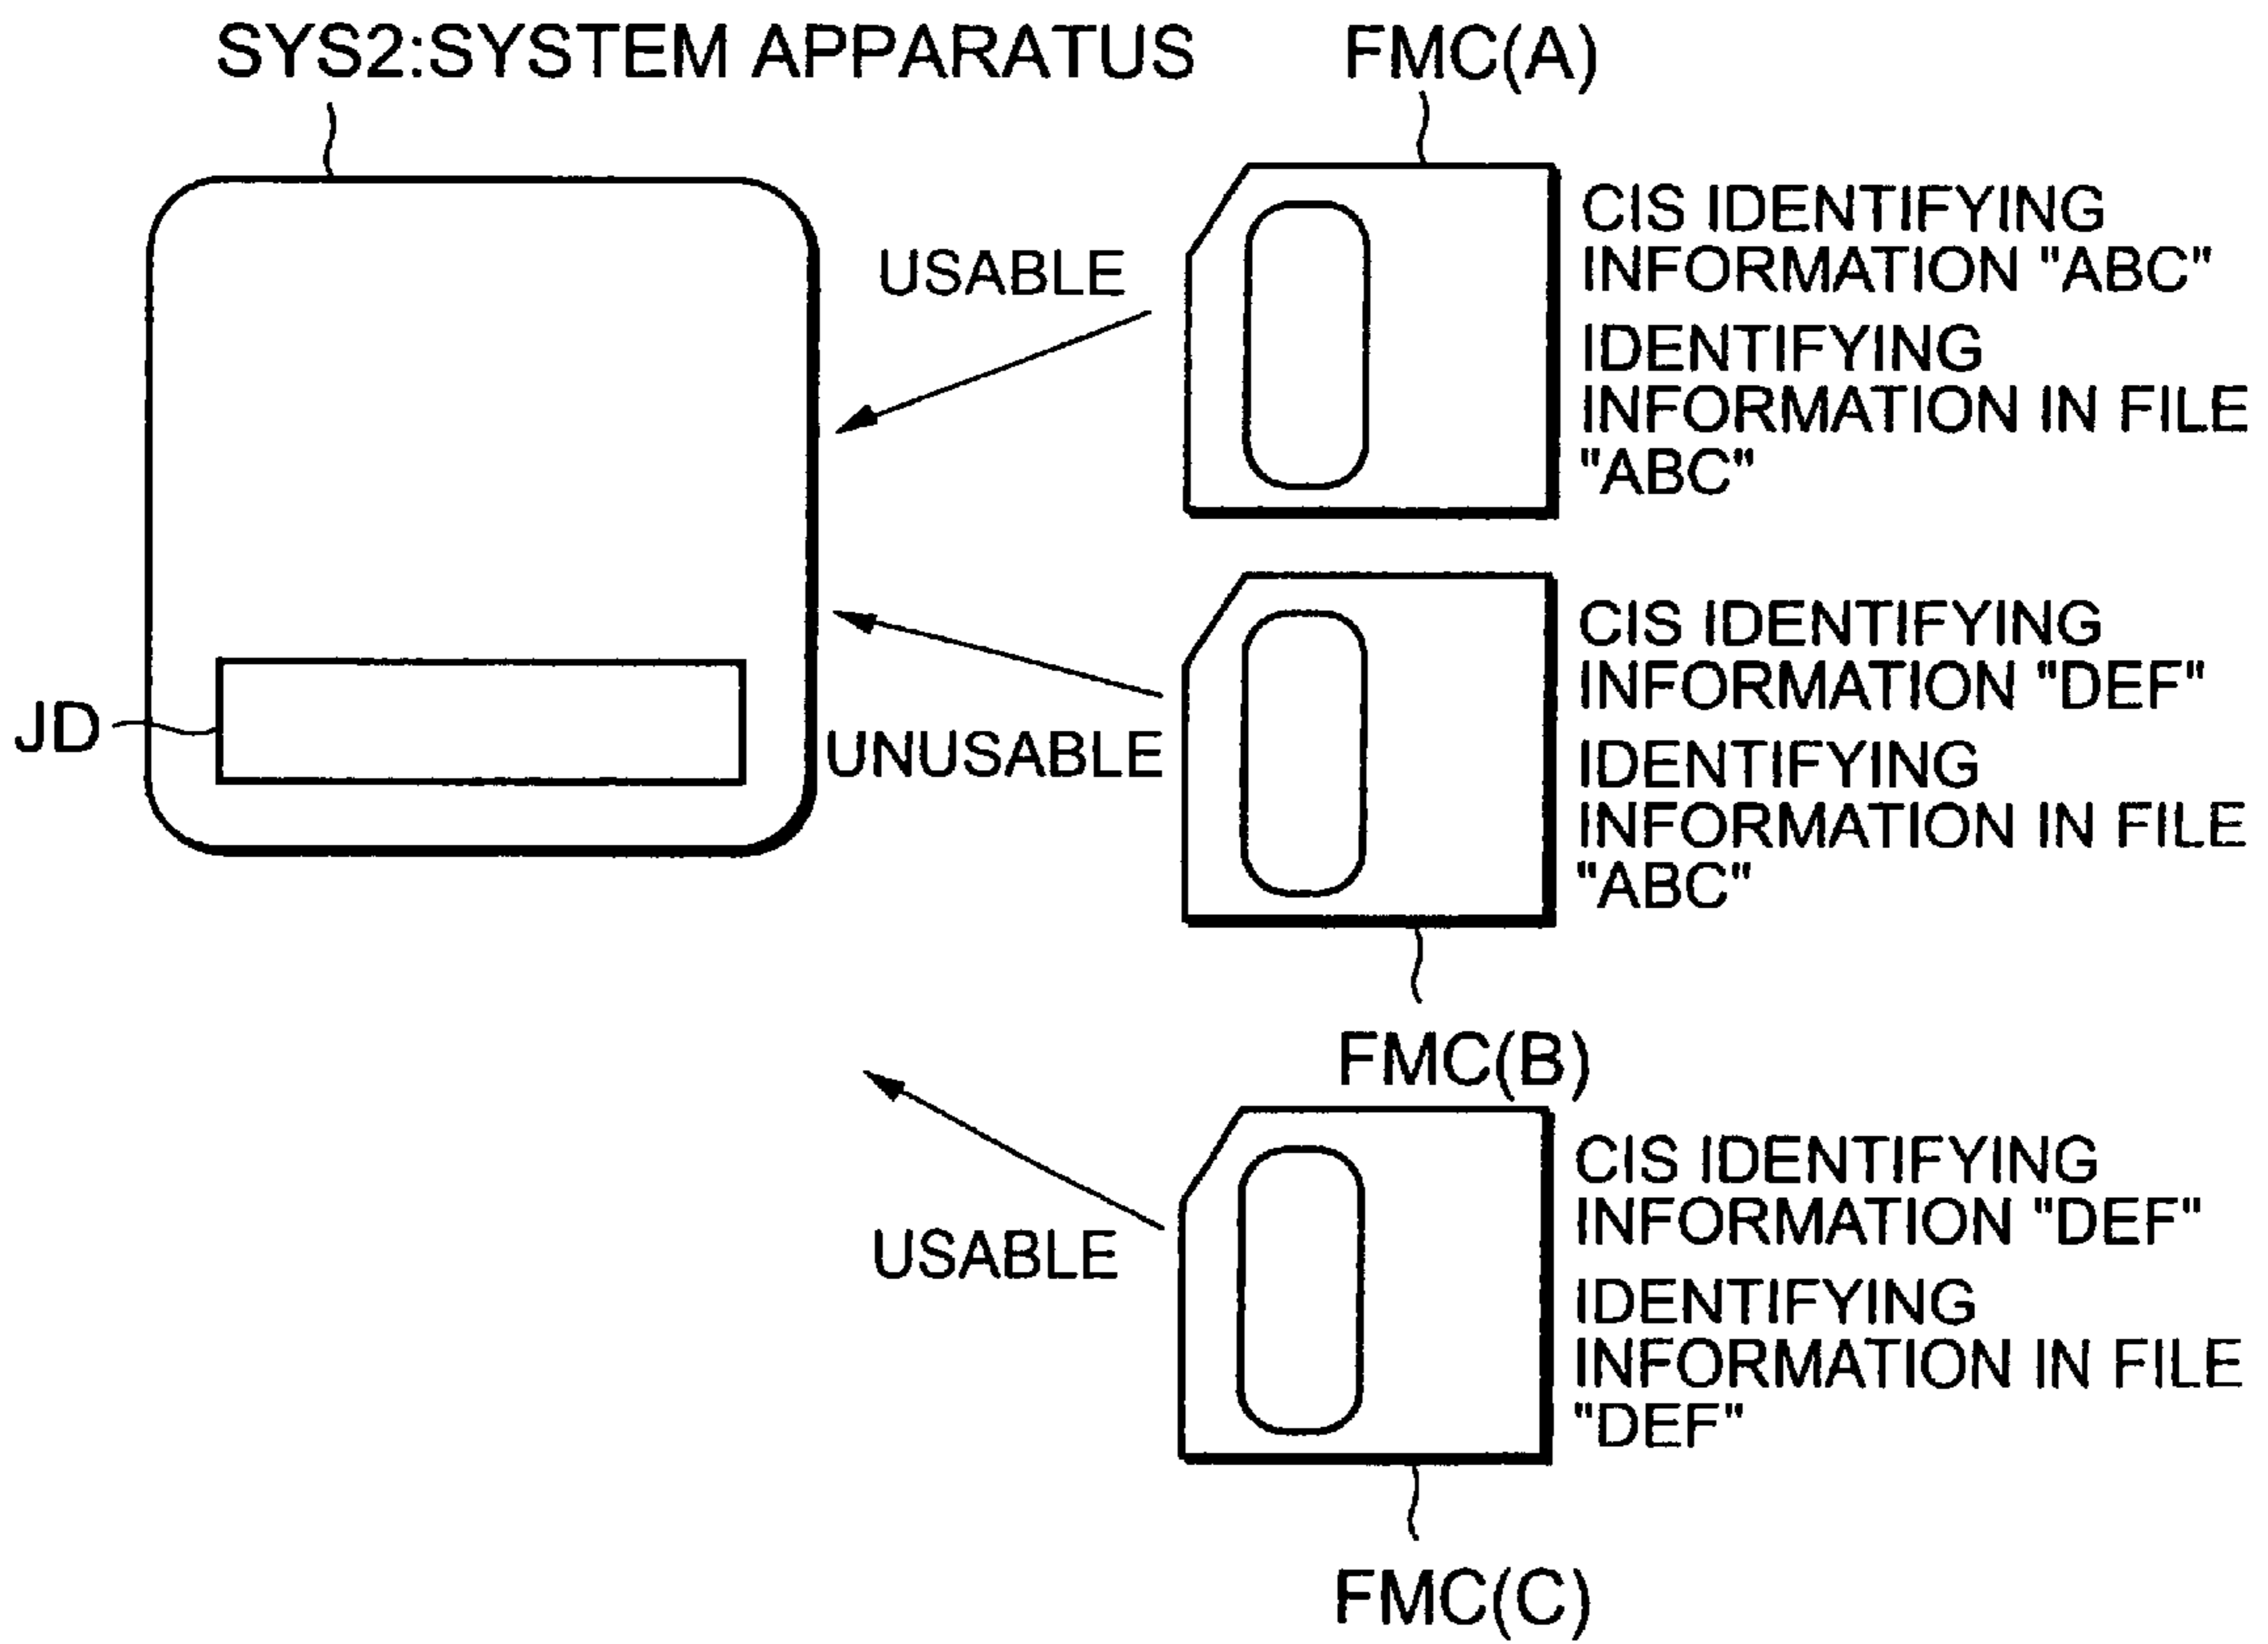 SYS2:SYSTEM APPARATUS
FMC(A)
USABLE
CIS IDENTIFYING
INFORMATION "ABC"
IDENTIFYING
INFORMATION IN FILE
"ABC"
JD
UNUSABLE
CIS IDENTIFYING
INFORMATION "DEF"
IDENTIFYING
INFORMATION IN FILE
"ABC"
FMC(B)
USABLE
CIS IDENTIFYING
INFORMATION "DEF"
IDENTIFYING
INFORMATION IN FILE
"DEF"
FMC(C)